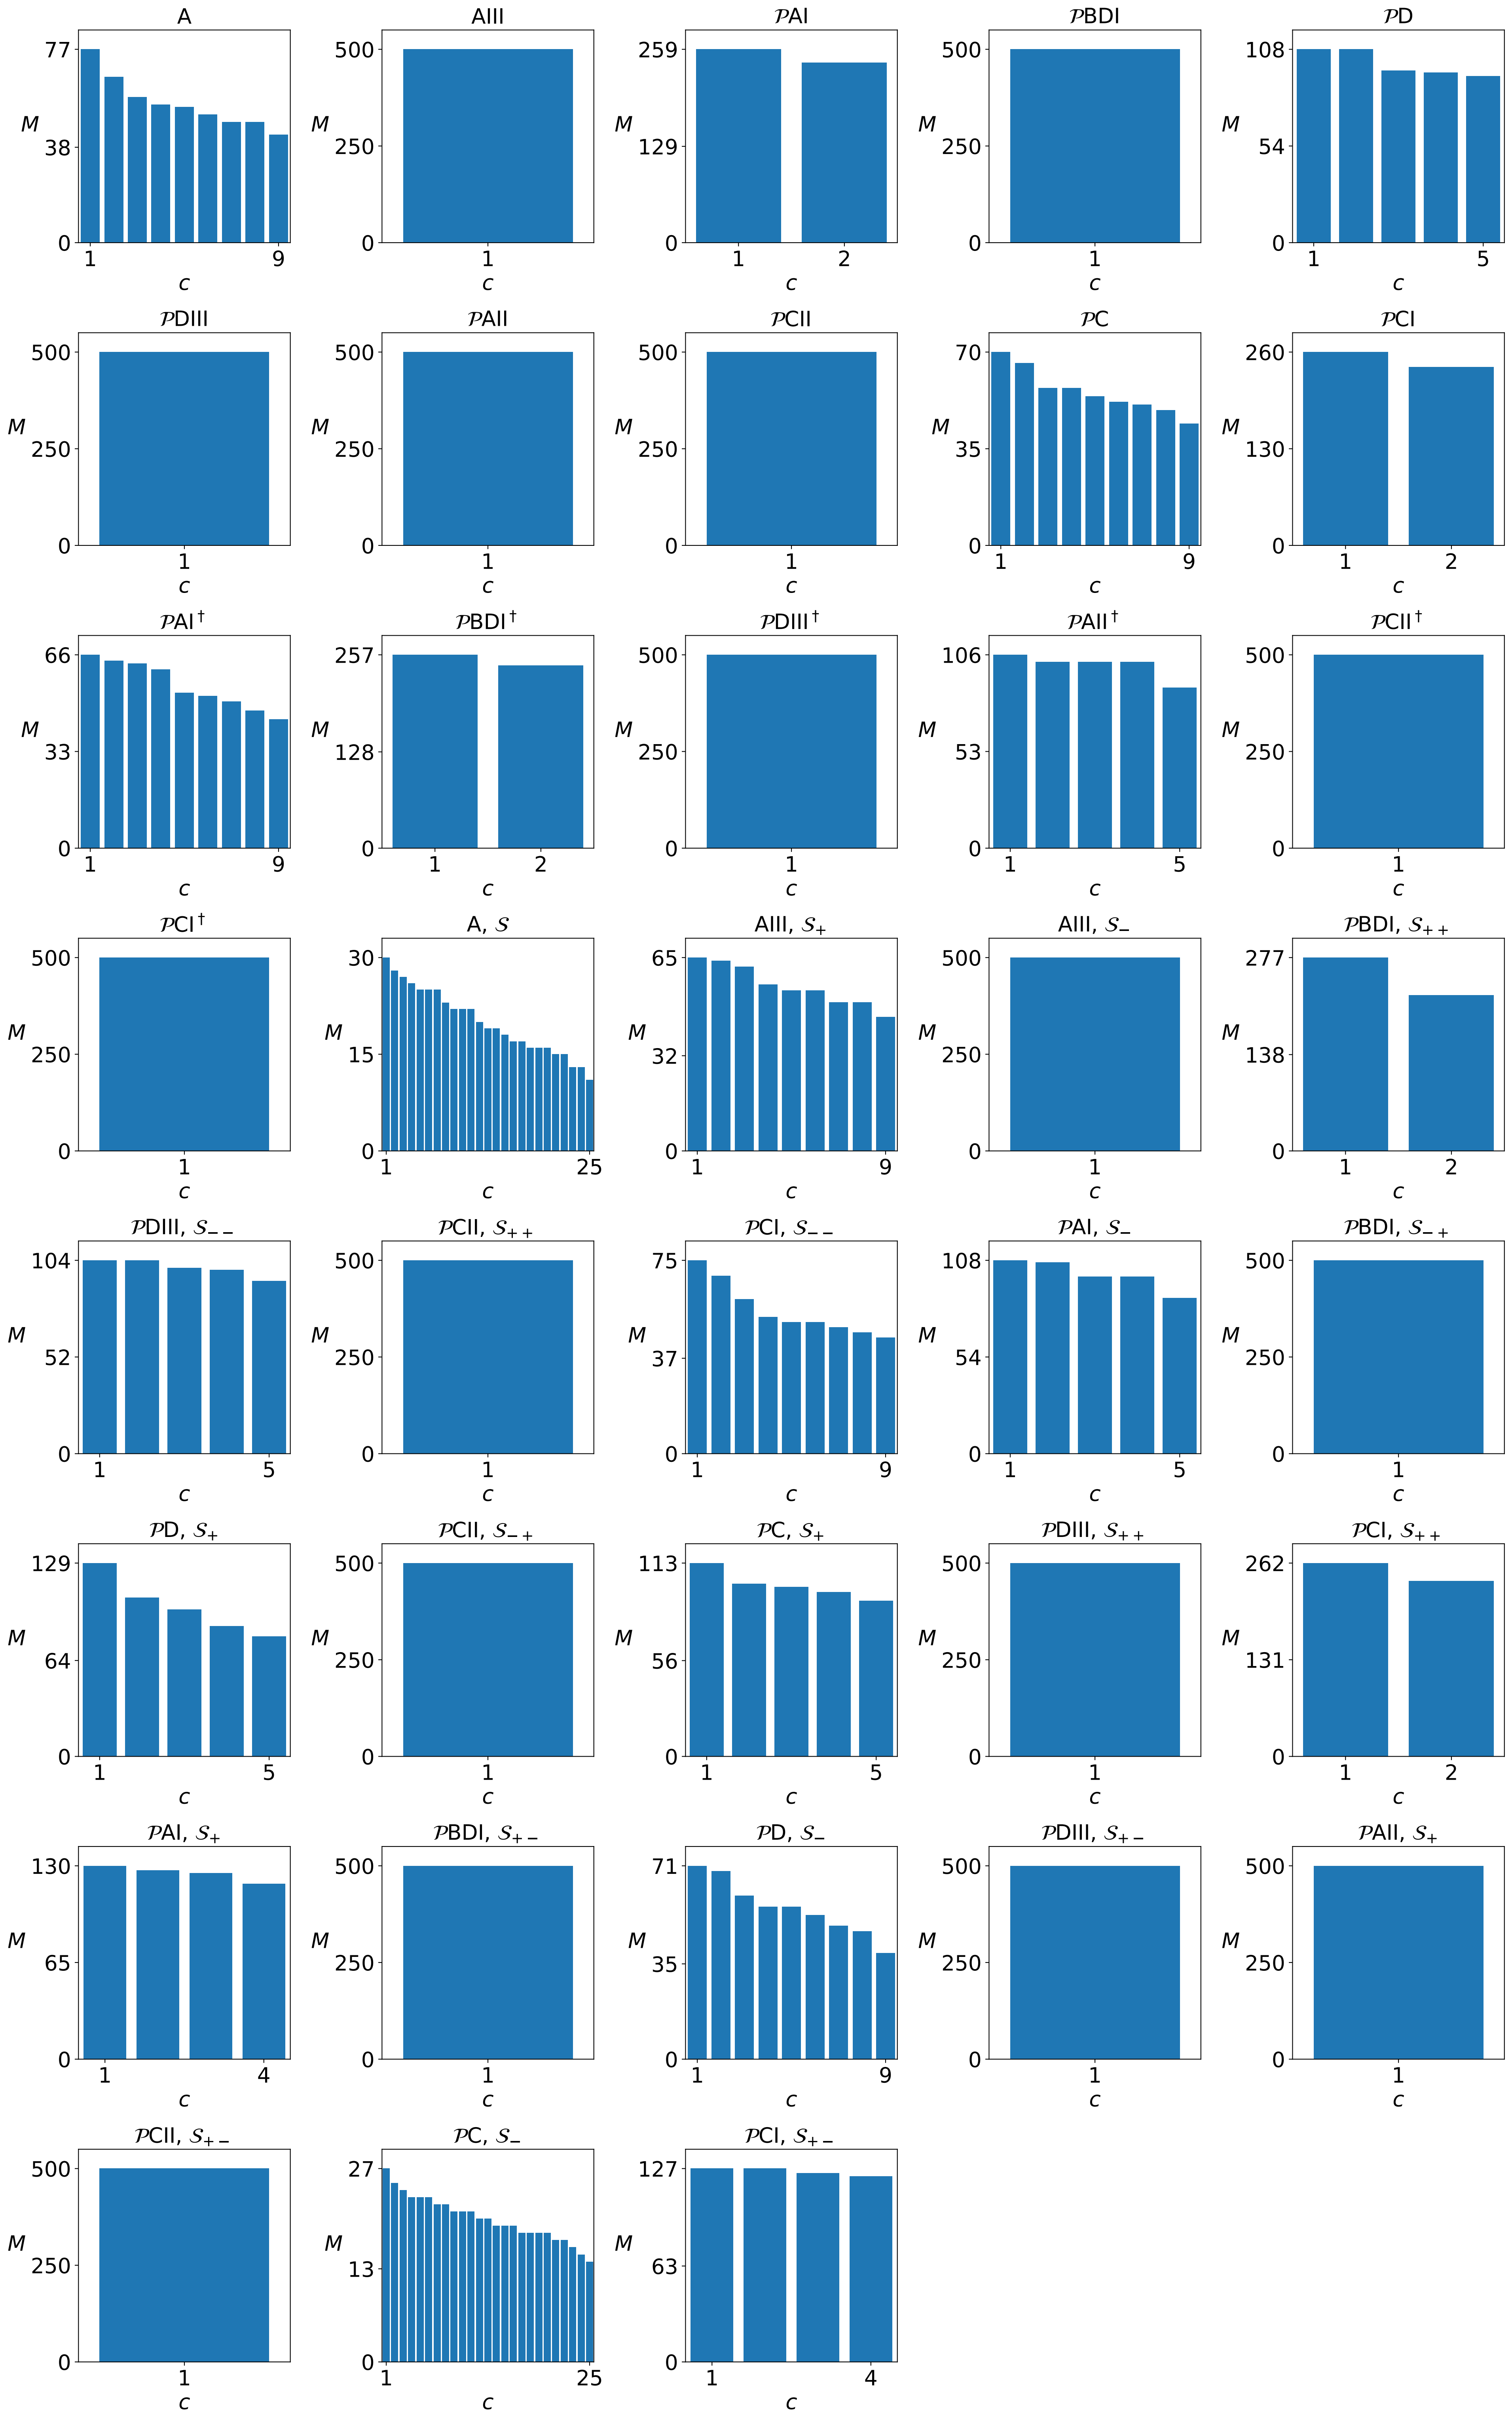 A AIII 𝒫AI 𝒫BDI 𝒫D
77 500 259 500 108
M M M M M
38 250 129 250 54
0 0 0 0 0
1 9 1 1 2 1 1 5
c c c c c
𝒫DIII 𝒫AII 𝒫CII 𝒫C 𝒫CI
500 500 500 70 260
M M M M M
250 250 250 35 130
0 0 0 0 0
1 1 1 1 9 1 2
c c c c c
𝒫AI† 𝒫BDI† 𝒫DIII† 𝒫AII† 𝒫CII†
66 257 500 106 500
M M M M M
33 128 250 53 250
0 0 0 0 0
1 9 1 2 1 1 5 1
c c c c c
𝒫CI† A, 𝒮 AIII, 𝒮₊ AIII, 𝒮₋ 𝒫BDI, 𝒮₊₊
500 30 65 500 277
M M M M M
250 15 32 250 138
0 0 0 0 0
1 1 25 1 9 1 1 2
c c c c c
𝒫DIII, 𝒮₋₋ 𝒫CII, 𝒮₊₊ 𝒫CI, 𝒮₋₋ 𝒫AI, 𝒮₋ 𝒫BDI, 𝒮₋₊
104 500 75 108 500
M M M M M
52 250 37 54 250
0 0 0 0 0
1 5 1 1 9 1 5 1
c c c c c
𝒫D, 𝒮₊ 𝒫CII, 𝒮₋₊ 𝒫C, 𝒮₊ 𝒫DIII, 𝒮₊₊ 𝒫CI, 𝒮₊₊
129 500 113 500 262
M M M M M
64 250 56 250 131
0 0 0 0 0
1 5 1 1 5 1 1 2
c c c c c
𝒫AI, 𝒮₊ 𝒫BDI, 𝒮₊₋ 𝒫D, 𝒮₋ 𝒫DIII, 𝒮₊₋ 𝒫AII, 𝒮₊
130 500 71 500 500
M M M M M
65 250 35 250 250
0 0 0 0 0
1 4 1 1 9 1 1
c c c c c
𝒫CII, 𝒮₊₋ 𝒫C, 𝒮₋ 𝒫CI, 𝒮₊₋
500 27 127
M M M
250 13 63
0 0 0
1 1 25 1 4
c c c